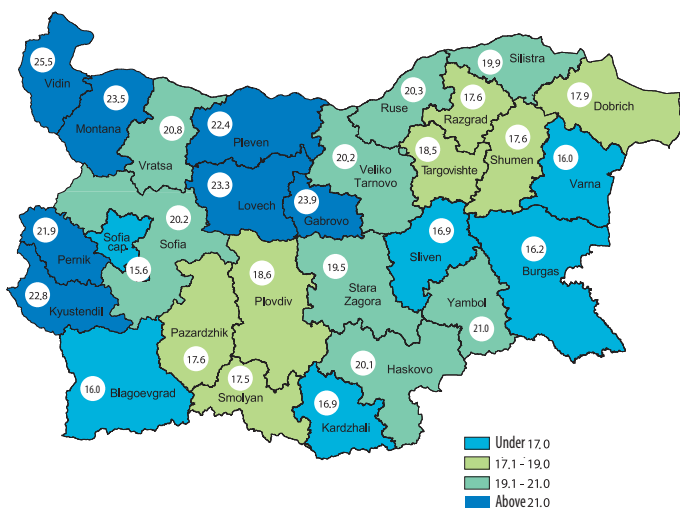 25,5
Vidin
23,5
Montana
20,8
Vratsa
22,4
Pleven
20,3
Ruse
19,9
Silistra
17,6
Razgrad
17,9
Dobrich
18,5
Targovishte
17,6
Shumen
16.0
Varna
20,2
Veliko
Tarnovo
23.3
Lovech
23,9
Gabrovo
20.2
Sofia
Sofia
cap.
15.6
21,9
Pernik
22,8
Kyustendil
16.0
Blagoevgrad
Pazardzhik
17.6
18,6
Plovdiv
17.5
Smolyan
19.5
Stara
Zagora
16.9
Sliven
16.2
Burgas
Yambol
21.0
20,1
Haskovo
16,9
Kardzhali
Under 17.0
17.1 - 19.0
19.1 - 21.0
Above 21.0